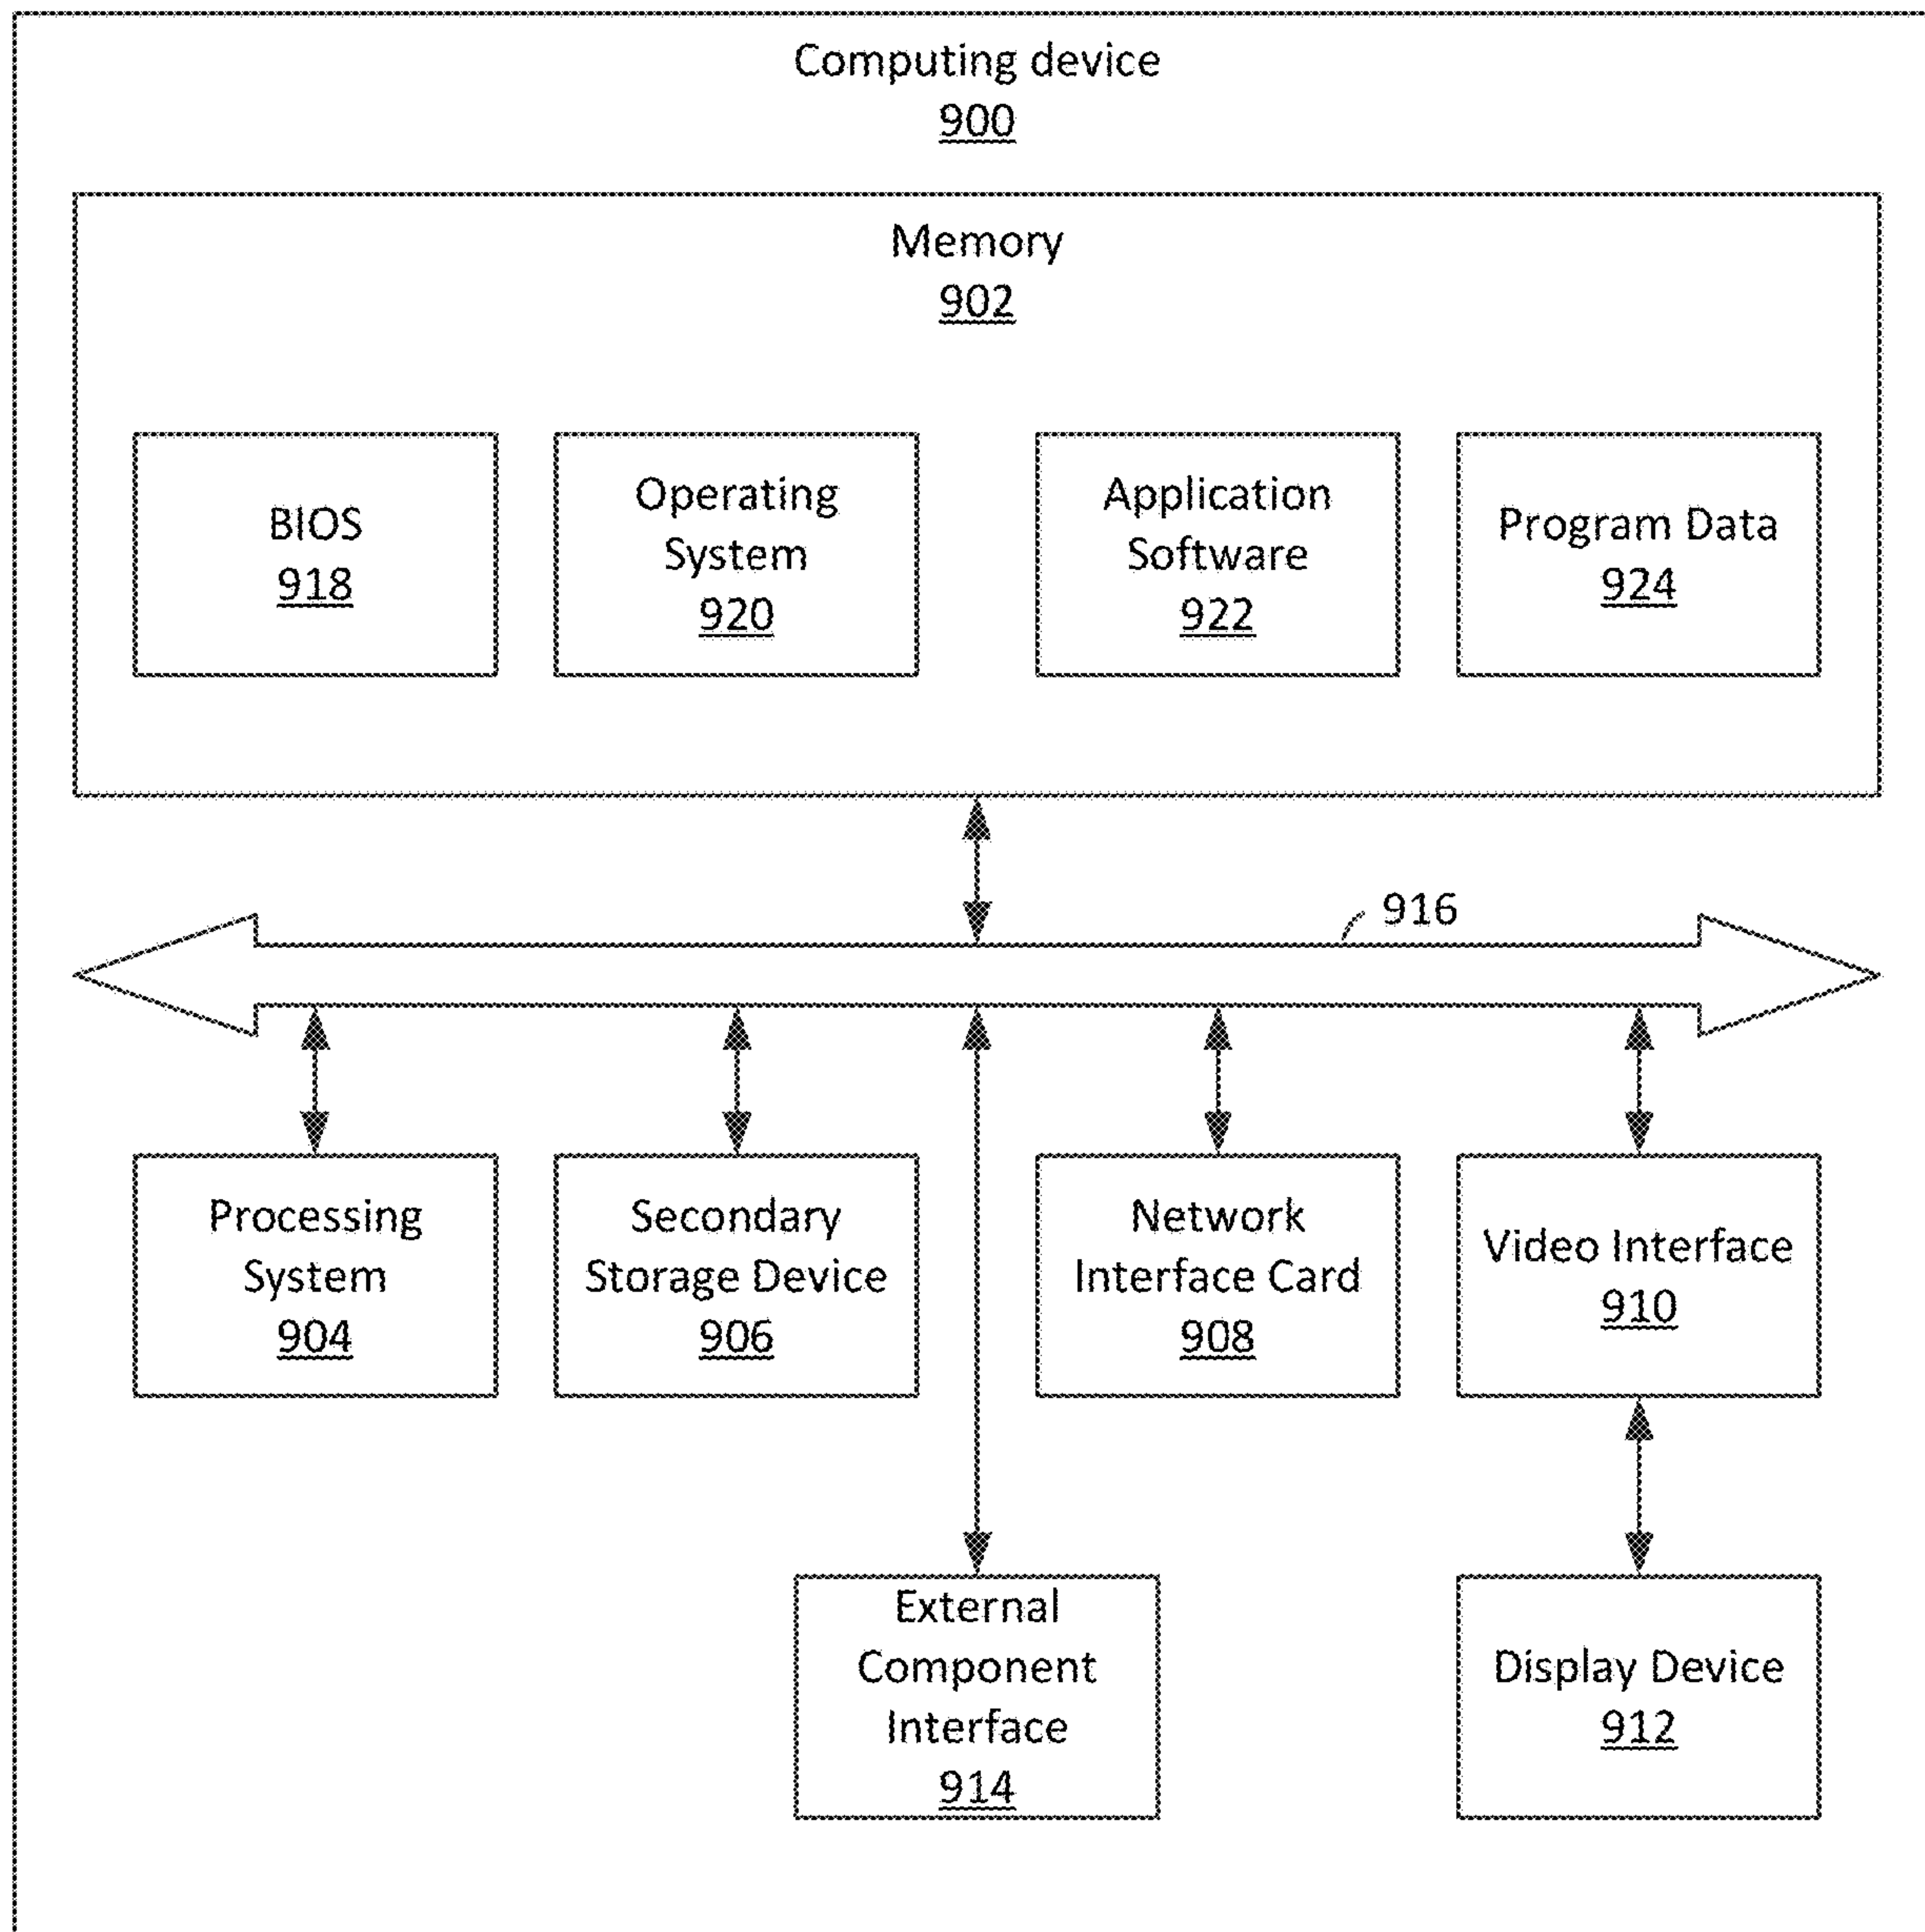 Computing device
900
Memory
902
BIOS
918
Operating
System
920
Application
Software
922
Program Data
924
916
Processing
System
904
Secondary
Storage Device
906
Network
Interface Card
908
Video Interface
910
External
Component
Interface
914
Display Device
912